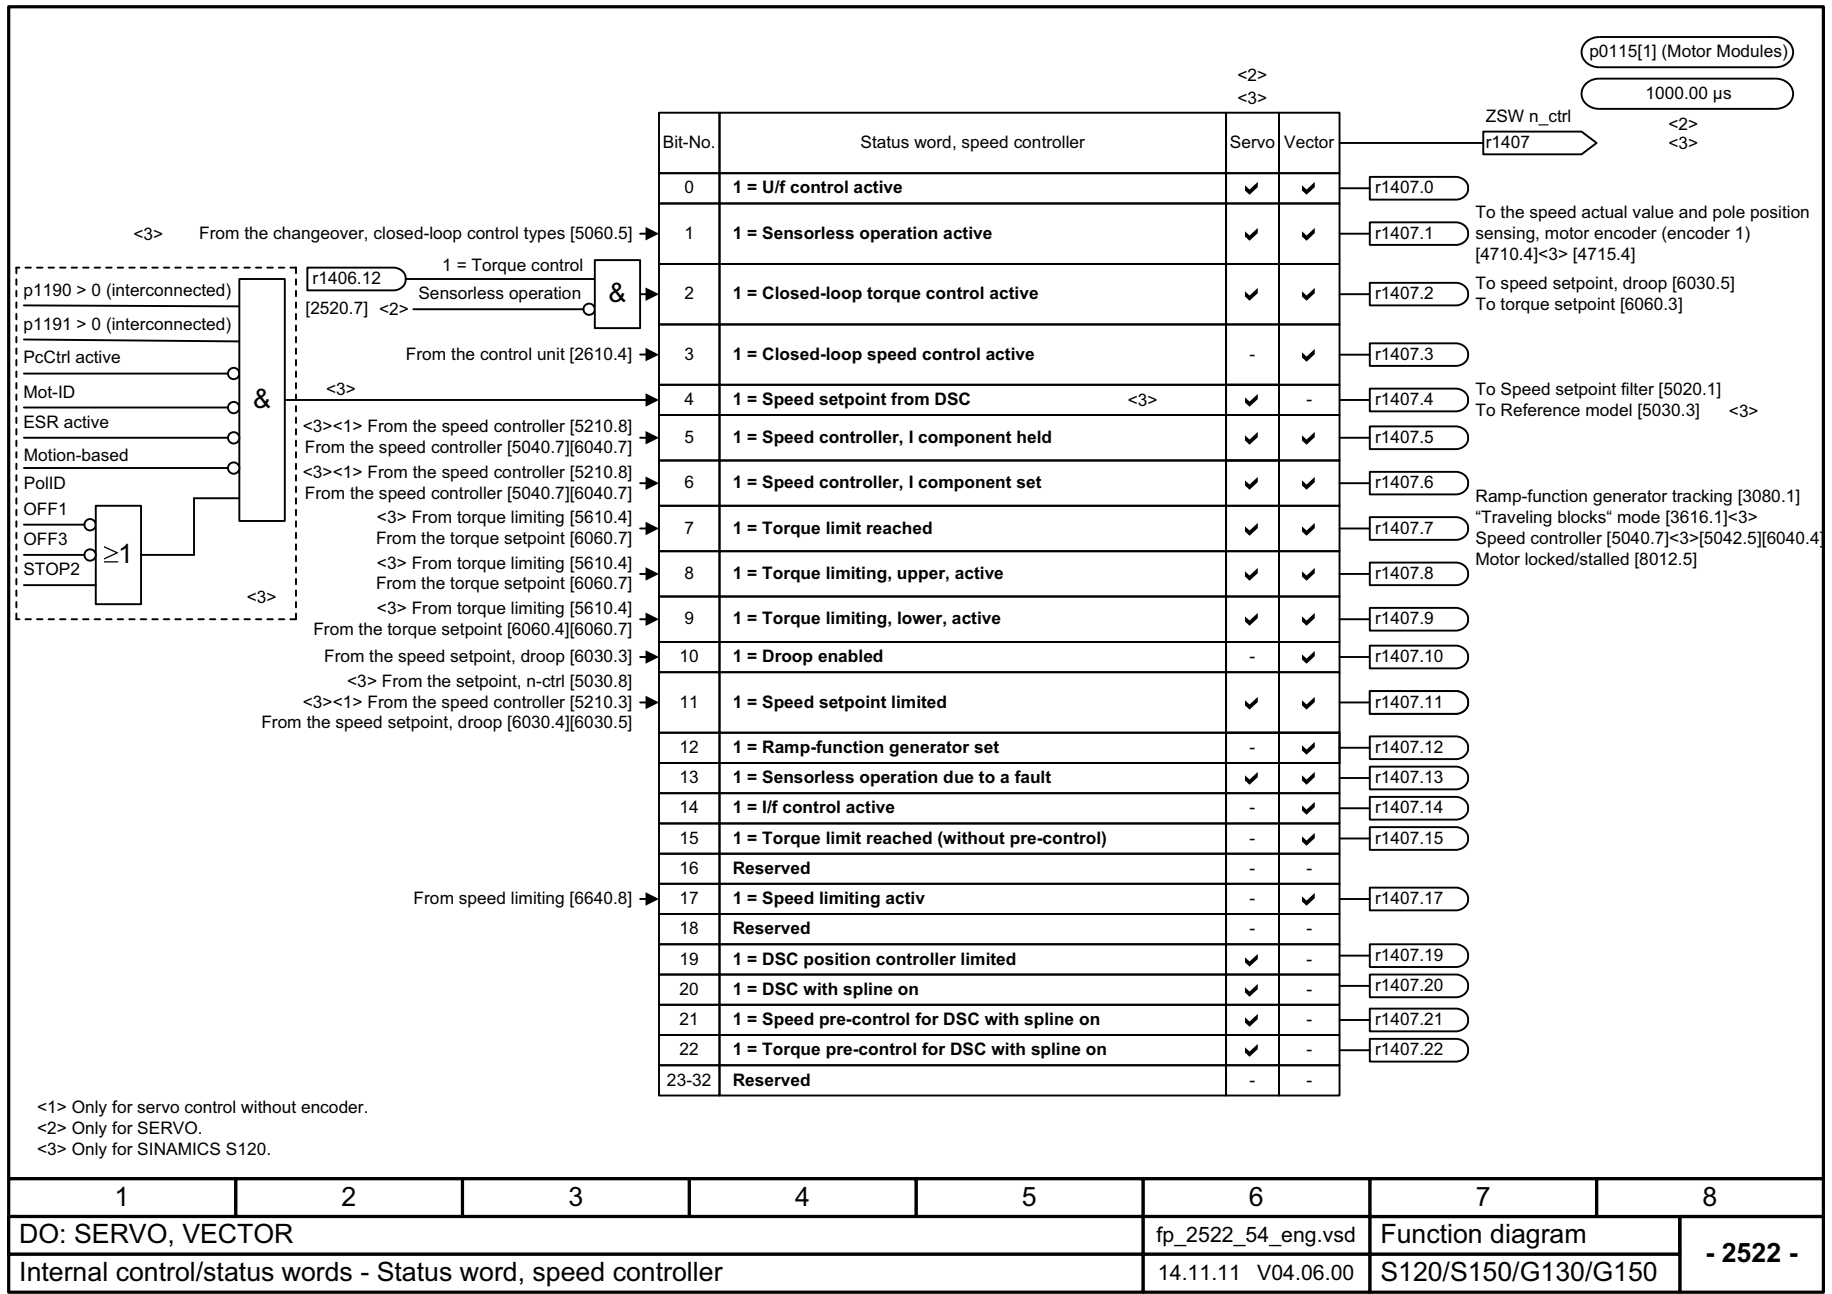 p0115[1] (Motor Modules)
<2>
<3>
1000.00 µs
<2>
<3>
ZSW n_ctrl
r1407
Bit-No. Status word, speed controller Servo Vector
0 1 = U/f control active ✔ ✔ r1407.0
<3> From the changeover, closed-loop control types [5060.5]
1 1 = Sensorless operation active ✔ ✔ r1407.1
To the speed actual value and pole position
sensing, motor encoder (encoder 1)
[4710.4]<3> [4715.4]
r1406.12 1 = Torque control
[2520.7] <2> Sensorless operation
&
2 1 = Closed-loop torque control active ✔ ✔ r1407.2
To speed setpoint, droop [6030.5]
To torque setpoint [6060.3]
From the control unit [2610.4]
3 1 = Closed-loop speed control active - ✔ r1407.3
p1190 > 0 (interconnected)
p1191 > 0 (interconnected)
PcCtrl active
Mot-ID
ESR active
Motion-based
PolID
&
OFF1
OFF3
STOP2
≥1
<3>
<3>
4 1 = Speed setpoint from DSC <3> ✔ - r1407.4
To Speed setpoint filter [5020.1]
To Reference model [5030.3] <3>
<3><1> From the speed controller [5210.8]
From the speed controller [5040.7][6040.7]
5 1 = Speed controller, I component held ✔ ✔ r1407.5
<3><1> From the speed controller [5210.8]
From the speed controller [5040.7][6040.7]
6 1 = Speed controller, I component set ✔ ✔ r1407.6
<3> From torque limiting [5610.4]
From the torque setpoint [6060.7]
7 1 = Torque limit reached ✔ ✔ r1407.7
Ramp-function generator tracking [3080.1]
“Traveling blocks“ mode [3616.1]<3>
Speed controller [5040.7]<3>[5042.5][6040.4]
Motor locked/stalled [8012.5]
<3> From torque limiting [5610.4]
From the torque setpoint [6060.7]
8 1 = Torque limiting, upper, active ✔ ✔ r1407.8
<3> From torque limiting [5610.4]
From the torque setpoint [6060.4][6060.7]
9 1 = Torque limiting, lower, active ✔ ✔ r1407.9
From the speed setpoint, droop [6030.3]
10 1 = Droop enabled - ✔ r1407.10
<3> From the setpoint, n-ctrl [5030.8]
<3><1> From the speed controller [5210.3]
From the speed setpoint, droop [6030.4][6030.5]
11 1 = Speed setpoint limited ✔ ✔ r1407.11
12 1 = Ramp-function generator set - ✔ r1407.12
13 1 = Sensorless operation due to a fault ✔ ✔ r1407.13
14 1 = I/f control active - ✔ r1407.14
15 1 = Torque limit reached (without pre-control) - ✔ r1407.15
16 Reserved - -
From speed limiting [6640.8]
17 1 = Speed limiting activ - ✔ r1407.17
18 Reserved - -
19 1 = DSC position controller limited ✔ - r1407.19
20 1 = DSC with spline on ✔ - r1407.20
21 1 = Speed pre-control for DSC with spline on ✔ - r1407.21
22 1 = Torque pre-control for DSC with spline on ✔ - r1407.22
23-32 Reserved - -
<1> Only for servo control without encoder.
<2> Only for SERVO.
<3> Only for SINAMICS S120.
1 2 3 4 5 6 7 8
DO: SERVO, VECTOR fp_2522_54_eng.vsd Function diagram
- 2522 -
Internal control/status words - Status word, speed controller 14.11.11 V04.06.00 S120/S150/G130/G150